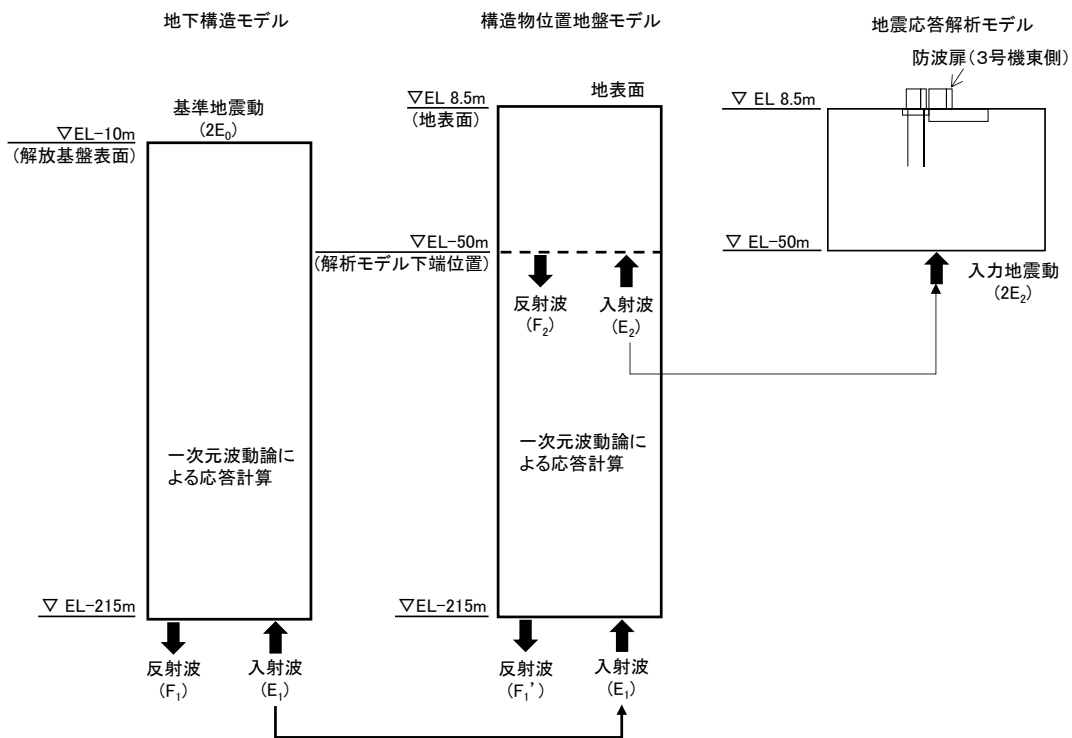 地下構造モデル
基準地震動
(2E₀)
▽EL-10m
(解放基盤表面)
一次元波動論に
よる応答計算
▽ EL-215m
反射波
(F₁)
入射波
(E₁)
構造物位置地盤モデル
▽EL 8.5m
(地表面)
地表面
▽EL-50m
(解析モデル下端位置)
反射波
(F₂)
入射波
(E₂)
一次元波動論に
よる応答計算
▽EL-215m
反射波
(F₁')
入射波
(E₁)
地震応答解析モデル
防波扉(3号機東側)
▽ EL 8.5m
▽ EL-50m
入力地震動
(2E₂)